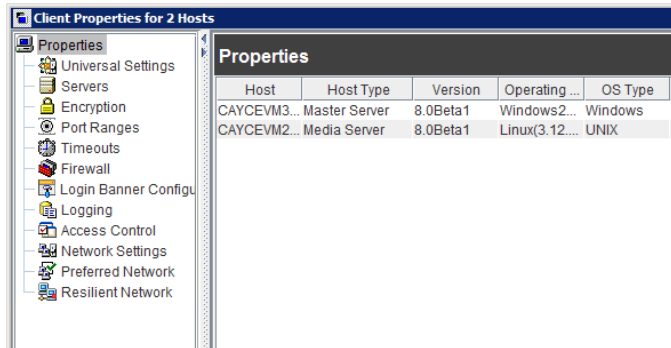 Client Properties for 2 Hosts
Properties
Universal Settings
Servers
Encryption
Port Ranges
Timeouts
Firewall
Login Banner Configu
Logging
Access Control
Network Settings
Preferred Network
Resilient Network
Properties
Host Host Type Version Operating ... OS Type
CAYCEVM3... Master Server 8.0Beta1 Windows2... Windows
CAYCEVM2... Media Server 8.0Beta1 Linux(3.12.... UNIX